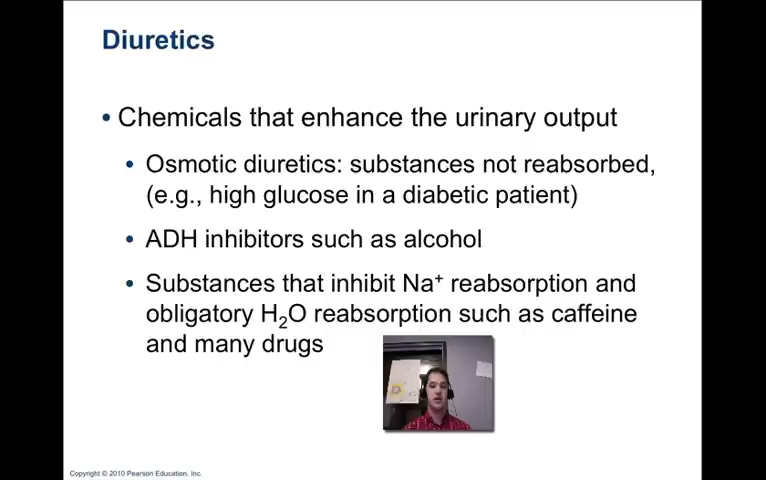 Diuretics
• Chemicals that enhance the urinary output
• Osmotic diuretics: substances not reabsorbed,
(e.g., high glucose in a diabetic patient)
• ADH inhibitors such as alcohol
• Substances that inhibit Na⁺ reabsorption and
obligatory H₂O reabsorption such as caffeine
and many drugs
Copyright © 2010 Pearson Education, Inc.